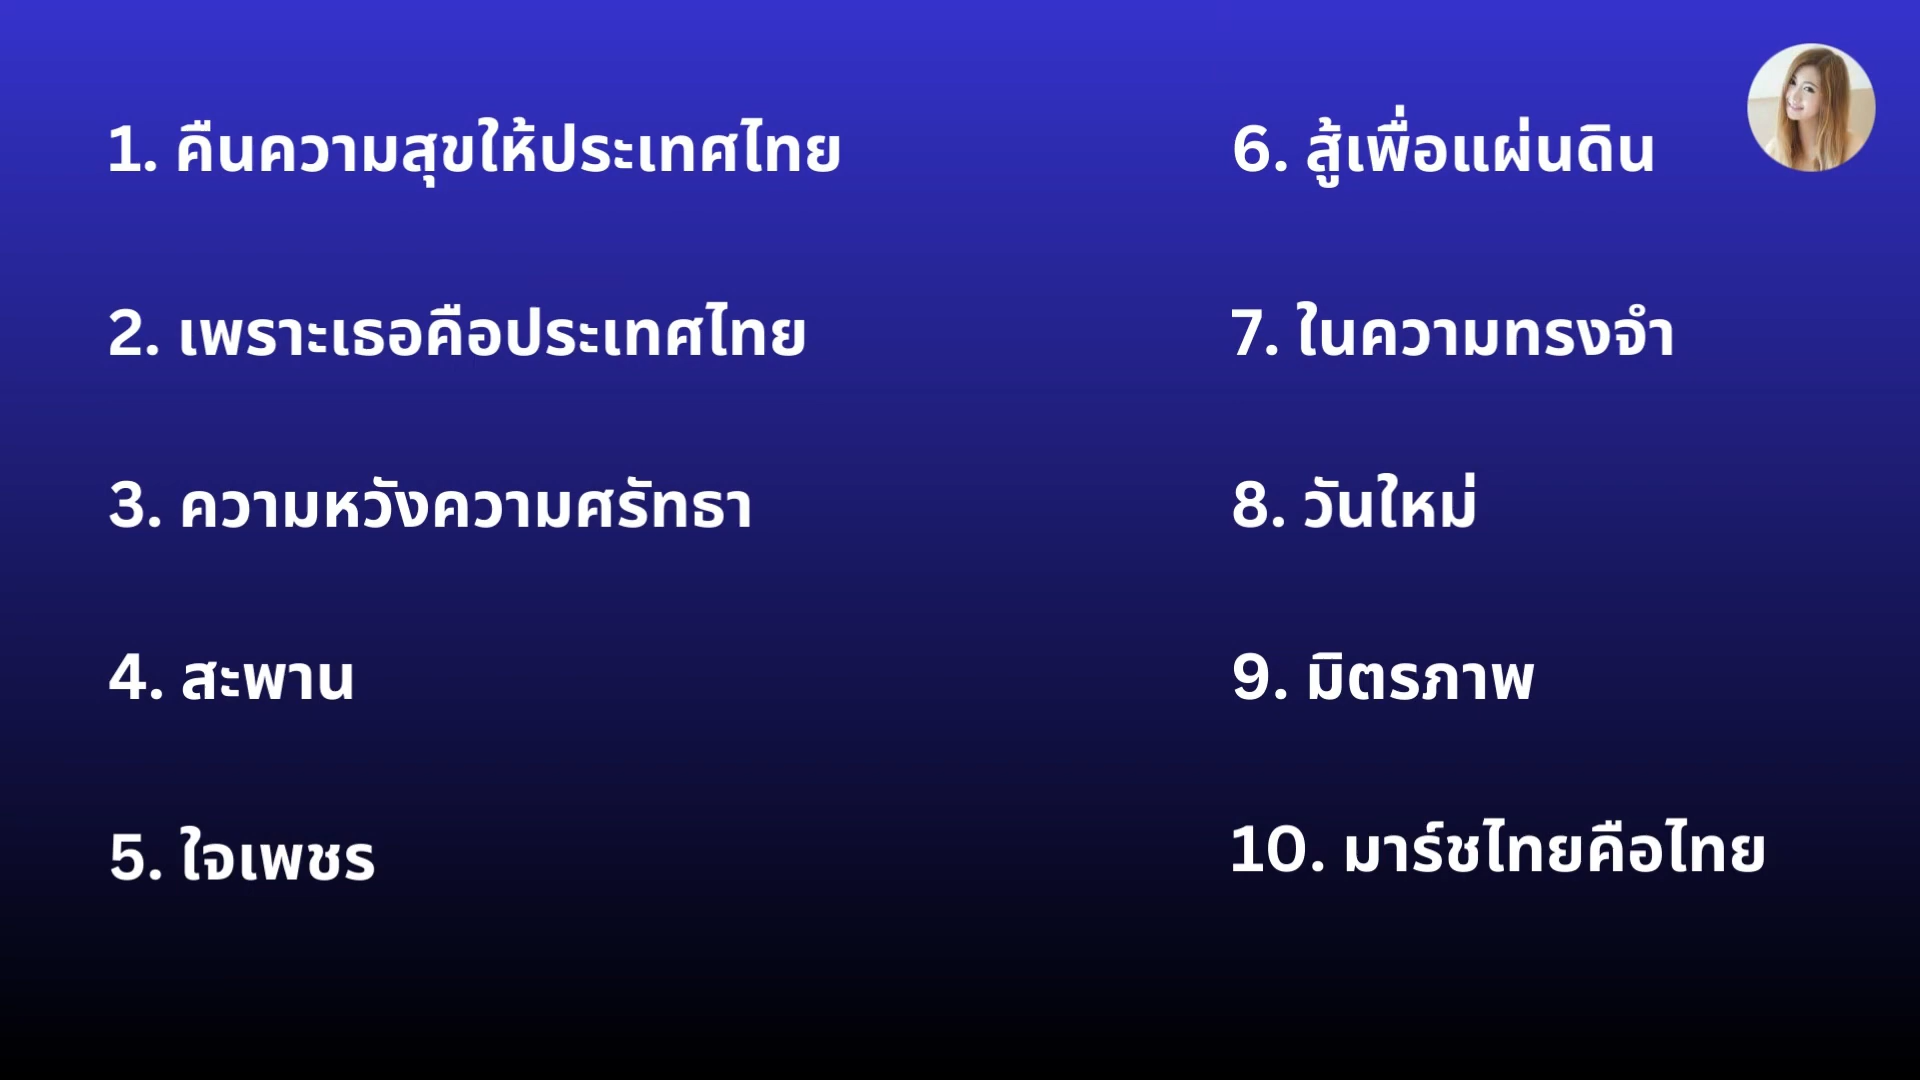 1. คืนความสุขให้ประเทศไทย
2. เพราะเธอคือประเทศไทย
3. ความหวังความศรัทธา
4. สะพาน
5. ใจเพชร
6. สู้เพื่อแผ่นดิน
7. ในความทรงจำ
8. วันใหม่
9. มิตรภาพ
10. มาร์ชไทยคือไทย